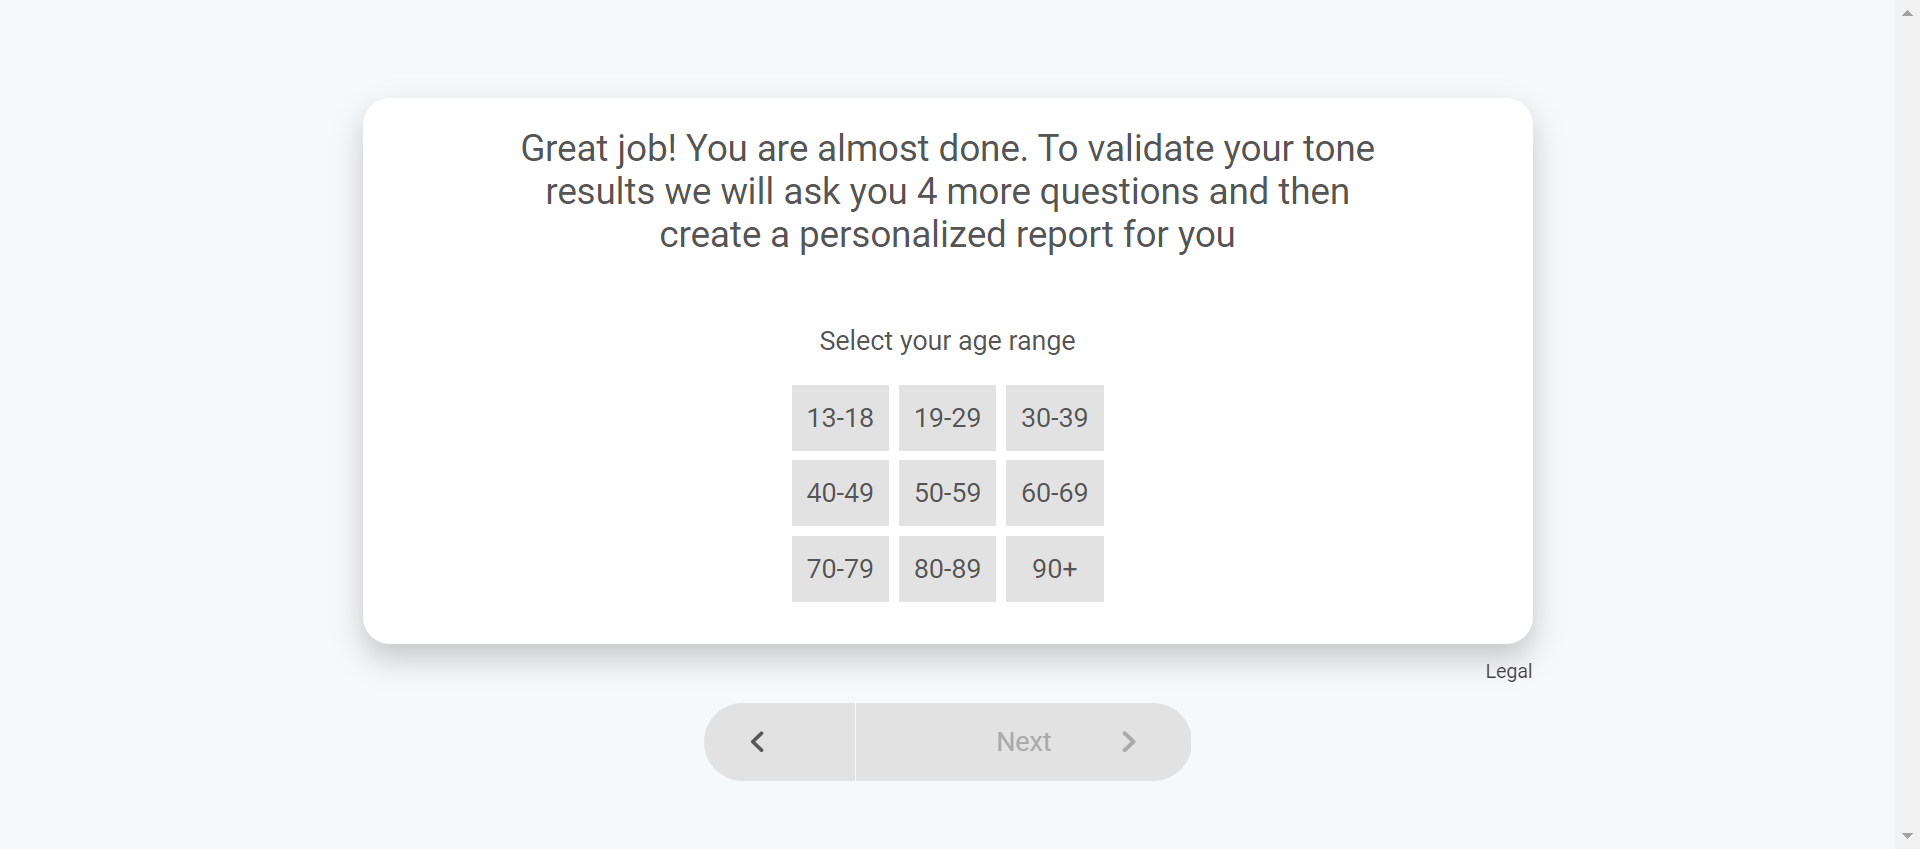 Great job! You are almost done. To validate your tone
results we will ask you 4 more questions and then
create a personalized report for you
Select your age range
13-18 19-29 30-39
40-49 50-59 60-69
70-79 80-89 90+
Legal
Next